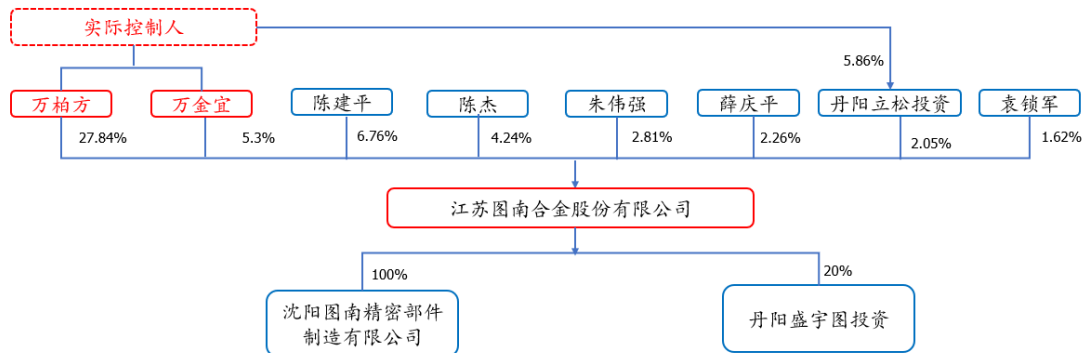 实际控制人
5.86%
万柏方
万金宜
陈建平
陈杰
朱伟强
薛庆平
丹阳立松投资
袁锁军
27.84%
5.3%
6.76%
4.24%
2.81%
2.26%
2.05%
1.62%
江苏图南合金股份有限公司
100%
20%
沈阳图南精密部件
制造有限公司
丹阳盛宇图投资